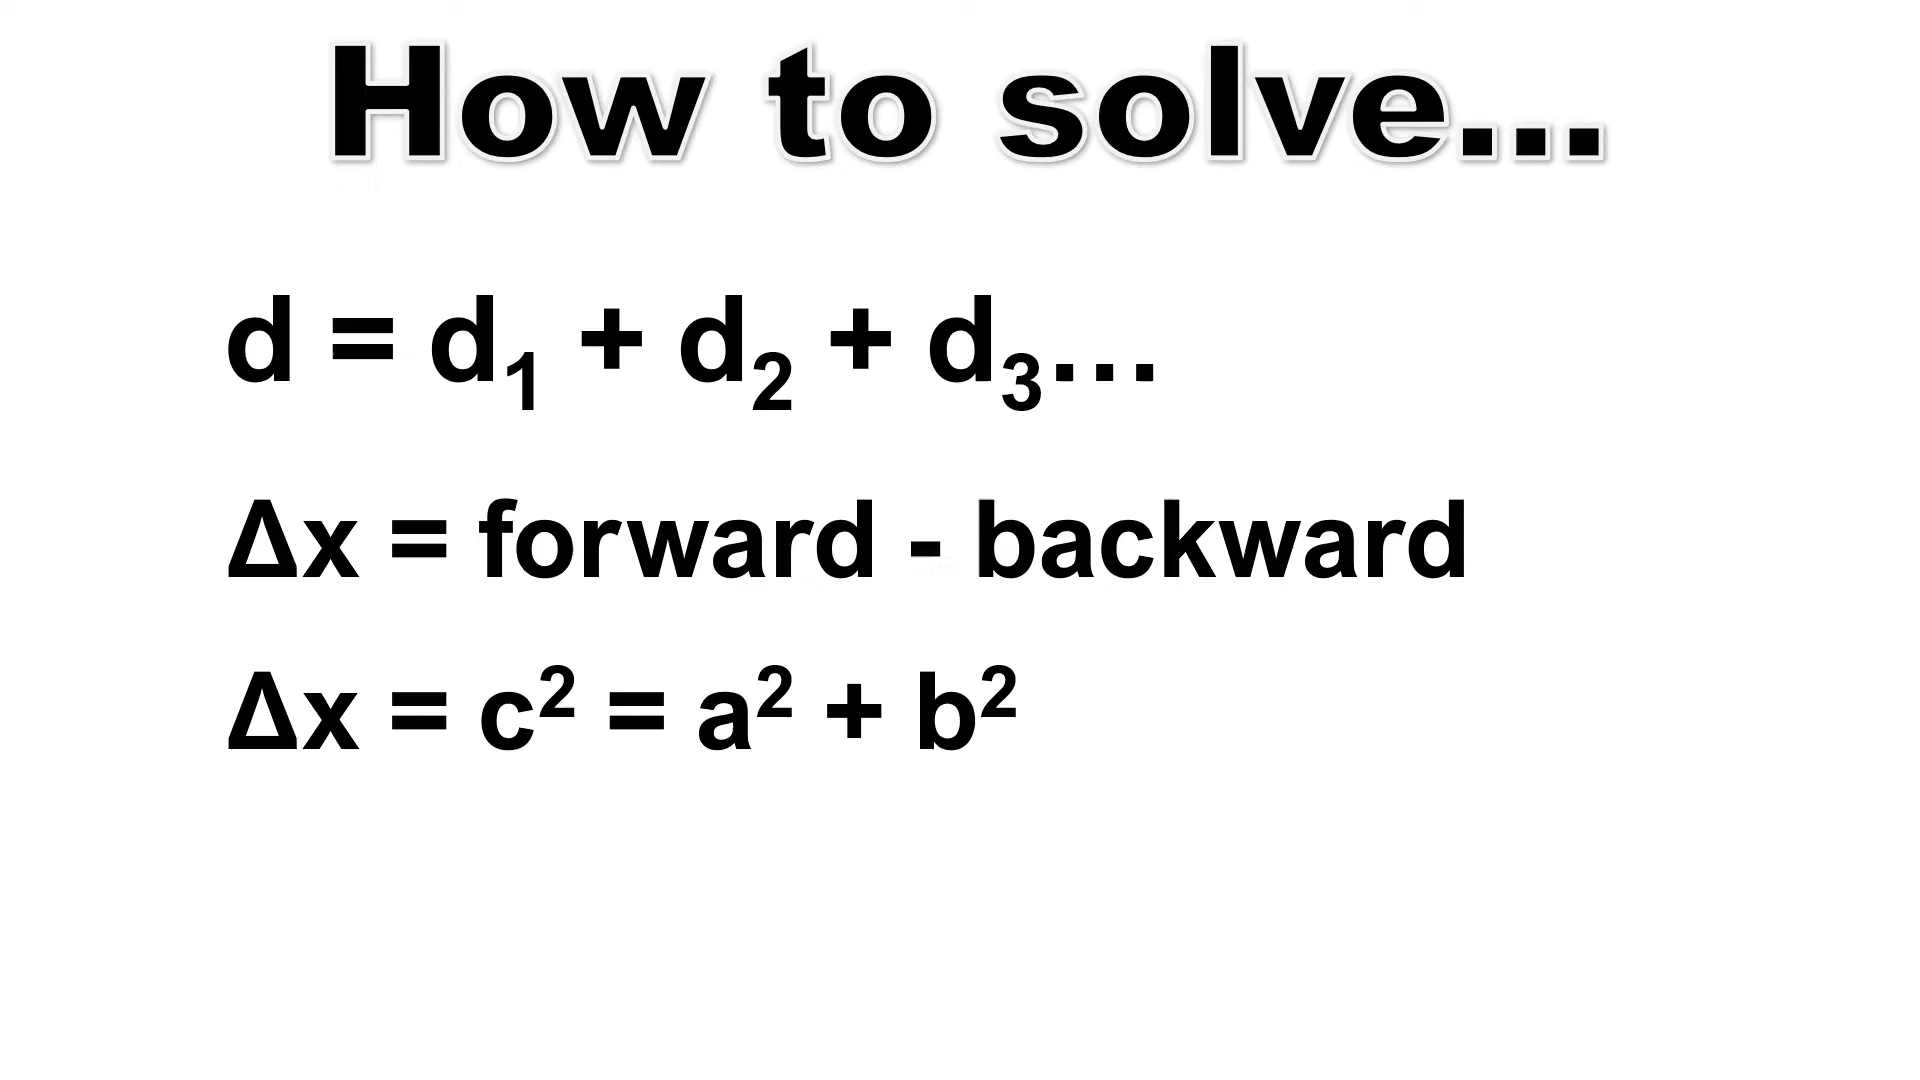 How to solve...
d = d₁ + d₂ + d₃...
Δx = forward - backward
Δx = c² = a² + b²